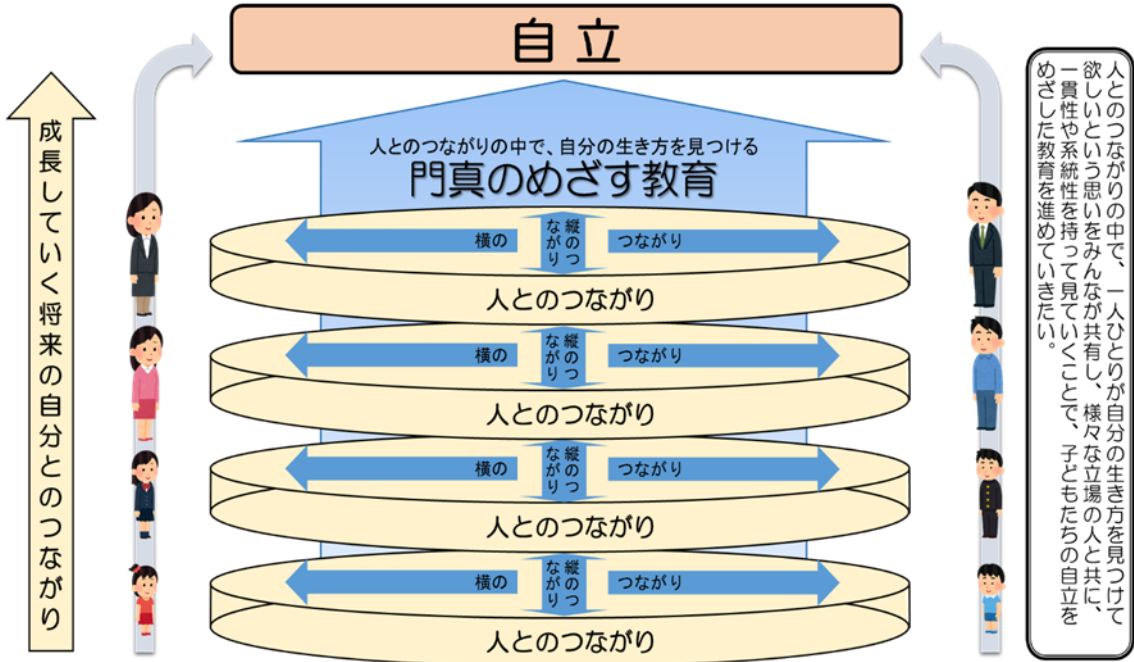 自立
人とのつながりの中で、自分の生き方を見つける
門真のめざす教育
横の
縦のつ
ながり
つながり
人とのつながり
横の
縦のつ
ながり
つながり
人とのつながり
横の
縦のつ
ながり
つながり
人とのつながり
横の
縦のつ
ながり
つながり
人とのつながり
成長していく将来の自分とのつながり
人とのつながりの中で、一人ひとりが自分の生き方を見つけて
欲しいという思いをみんなが共有し、様々な立場の人と共に、
一貫性や系統性を持って見ていくことで、子どもたちの自立を
めざした教育を進めていきたい。